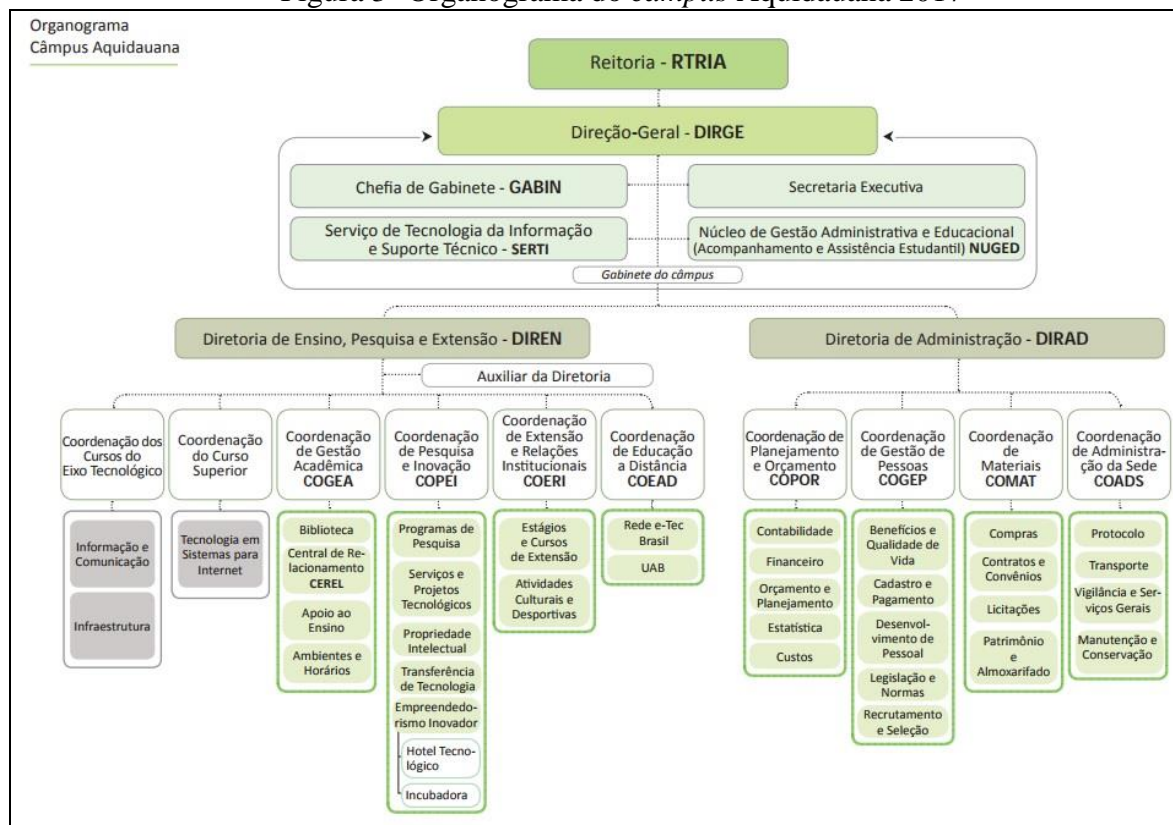 Organograma
Câmpus Aquidauana
Reitoria - RTRIA
Direção-Geral - DIRGE
Chefia de Gabinete - GABIN
Secretaria Executiva
Serviço de Tecnologia da Informação
e Suporte Técnico - SERTI
Núcleo de Gestão Administrativa e Educacional
(Acompanhamento e Assistência Estudantil) NUGED
Gabinete do câmpus
Diretoria de Ensino, Pesquisa e Extensão - DIREN
Diretoria de Administração - DIRAD
Auxiliar da Diretoria
Coordenação dos
Cursos do
Eixo Tecnológico
Coordenação
do Curso
Superior
Coordenação
de Gestão
Acadêmica
COGEA
Coordenação
de Pesquisa
e Inovação
COPEI
Coordenação
de Extensão
e Relações
Institucionais
COERI
Coordenação
de Educação
a Distância
COEAD
Coordenação de
Planejamento
e Orçamento
COPOR
Coordenação
de Gestão de
Pessoas
COGEP
Coordenação
de
Materiais
COMAT
Coordenação
de Administra-
ção da Sede
COADS
Informação e
Comunicação
Infraestrutura
Tecnologia em
Sistemas para
Internet
Biblioteca
Central de Re-
lacionamento
CEREL
Apoio ao
Ensino
Ambientes e
Horários
Programas de
Pesquisa
Serviços e
Projetos
Tecnológicos
Propriedade
Intelectual
Transferência
de Tecnologia
Empreendedo-
rismo Inovador
Hotel Tecno-
lógico
Incubadora
Estágios
e Cursos
de Extensão
Atividades
Culturais e
Desportivas
Rede e-Tec
Brasil
UAB
Contabilidade
Financeiro
Orçamento e
Planejamento
Estatística
Custos
Benefícios e
Qualidade de
Vida
Cadastro e
Pagamento
Desenvol-
vimento de
Pessoal
Legislação e
Normas
Recrutamento
e Seleção
Compras
Contratos e
Convênios
Licitações
Patrimônio
e
Almoxarifado
Protocolo
Transporte
Vigilância e Ser-
viços Gerais
Manutenção e
Conservação